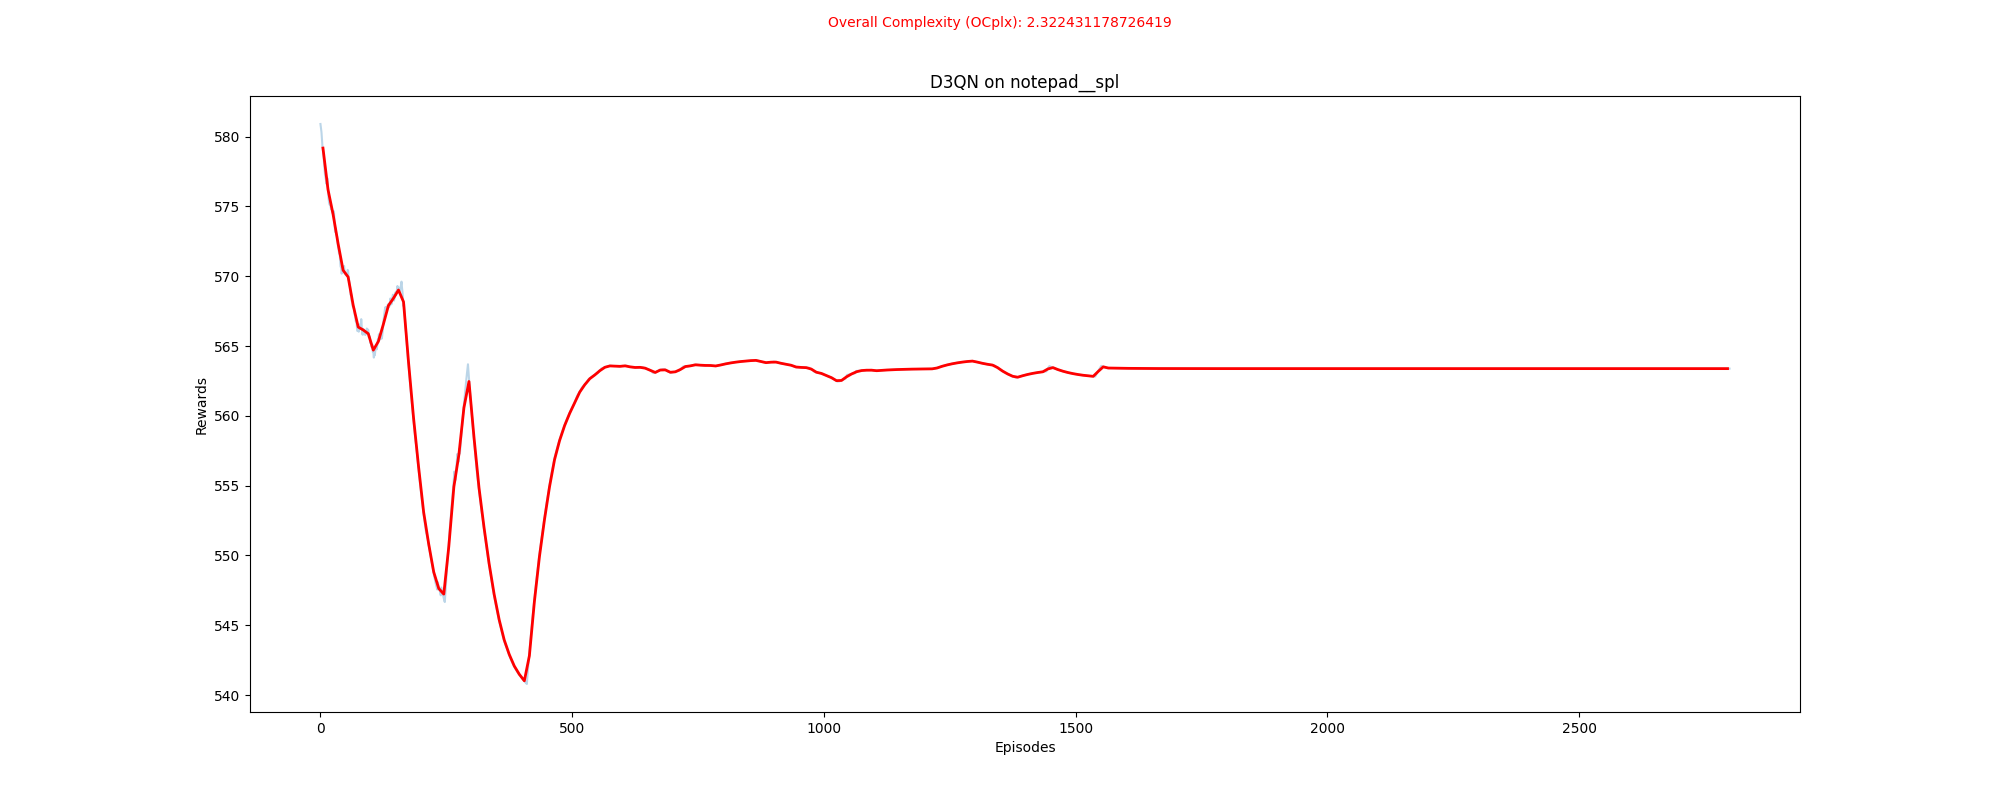 Overall Complexity (OCplx): 2.322431178726419
D3QN on notepad__spl
580
575
570
565
560
555
550
545
540
Rewards
0 500 1000 1500 2000 2500
Episodes